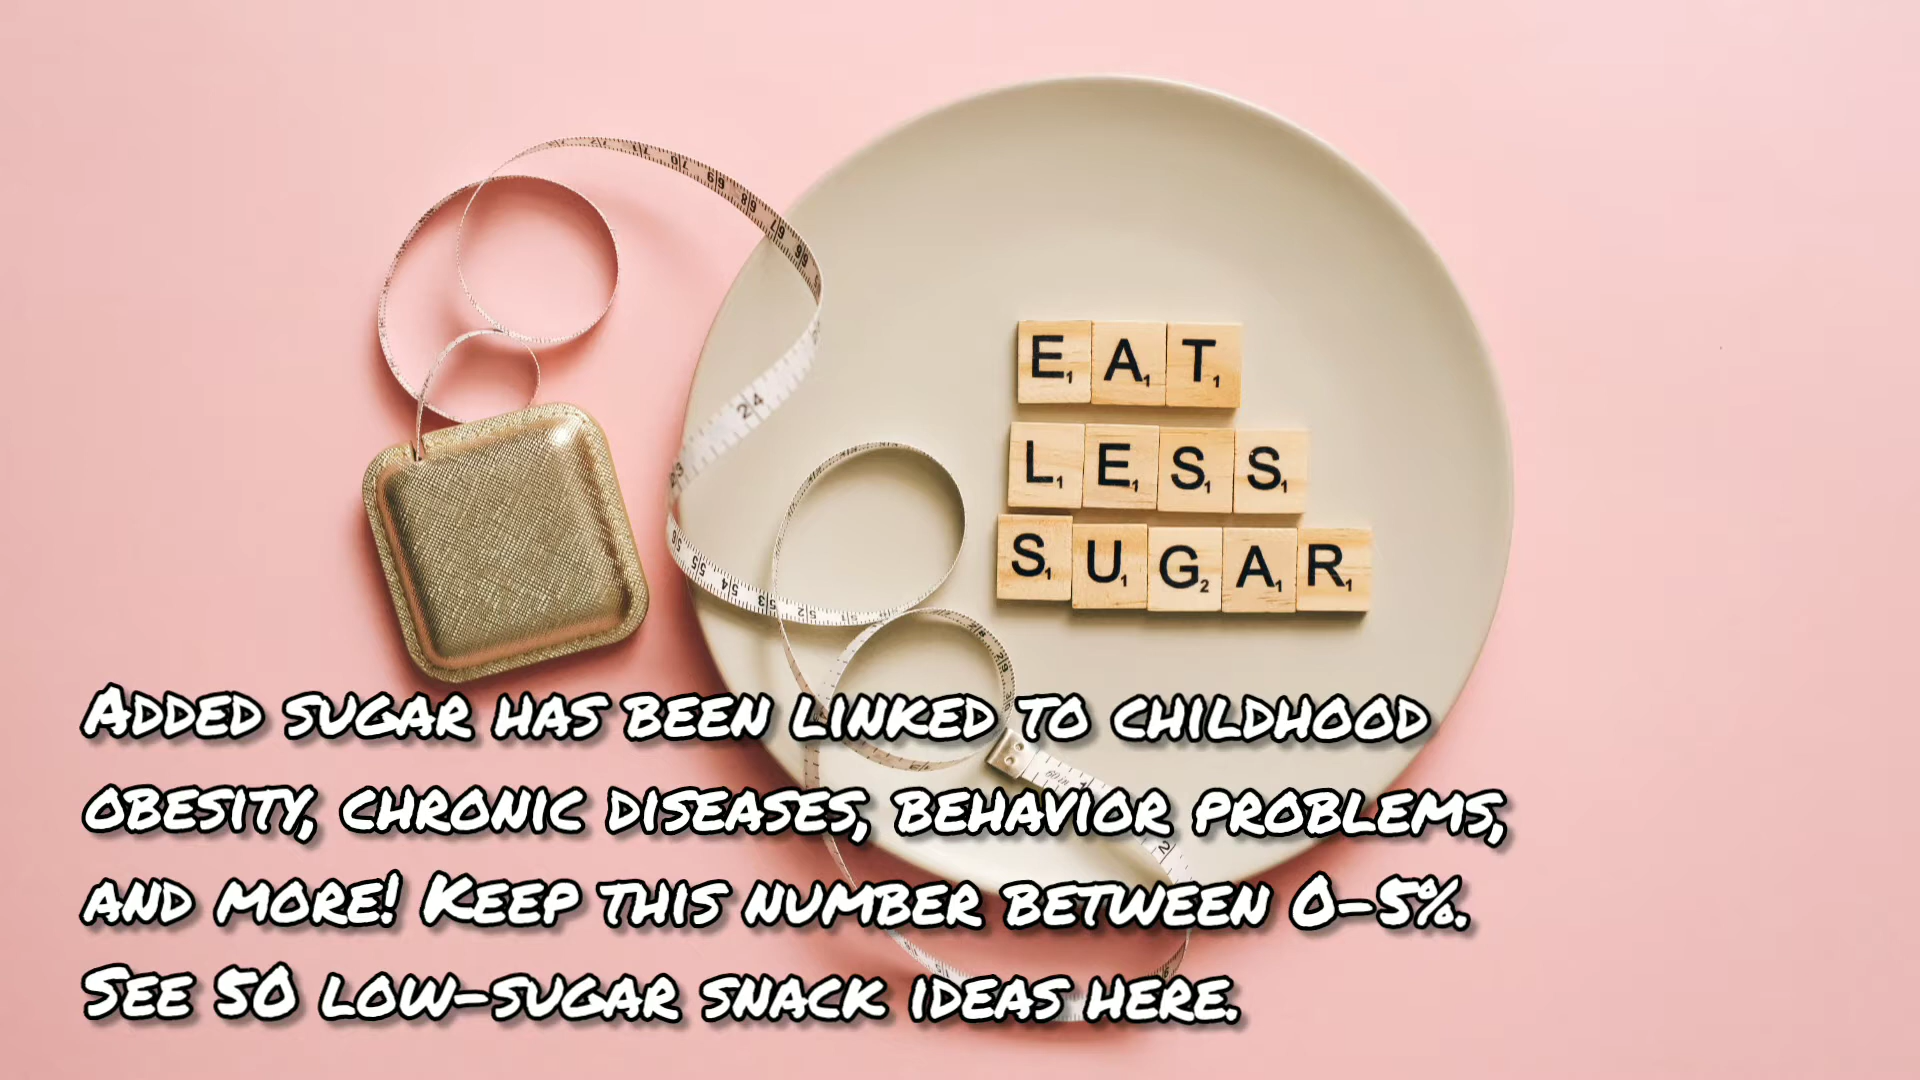 EAT
LESS
SUGAR
Added sugar has been linked to childhood
obesity, chronic diseases, behavior problems,
and more! Keep this number between 0-5%.
See 50 low-sugar snack ideas here.